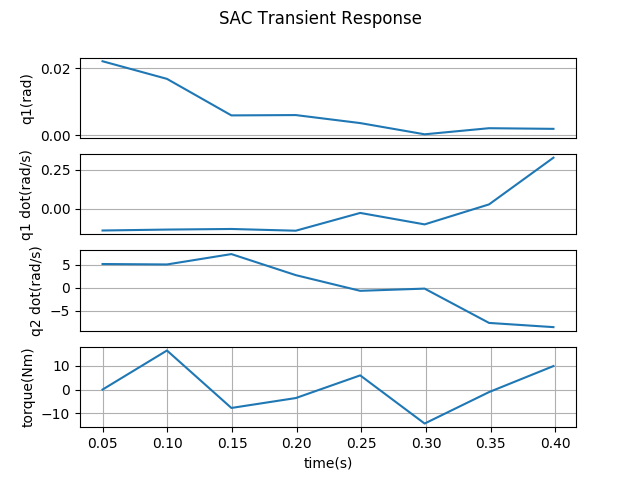 SAC Transient Response
q1(rad)
0.02
0.00
q1 dot(rad/s)
0.25
0.00
q2 dot(rad/s)
5
0
−5
torque(Nm)
10
0
−10
0.05 0.10 0.15 0.20 0.25 0.30 0.35 0.40
time(s)